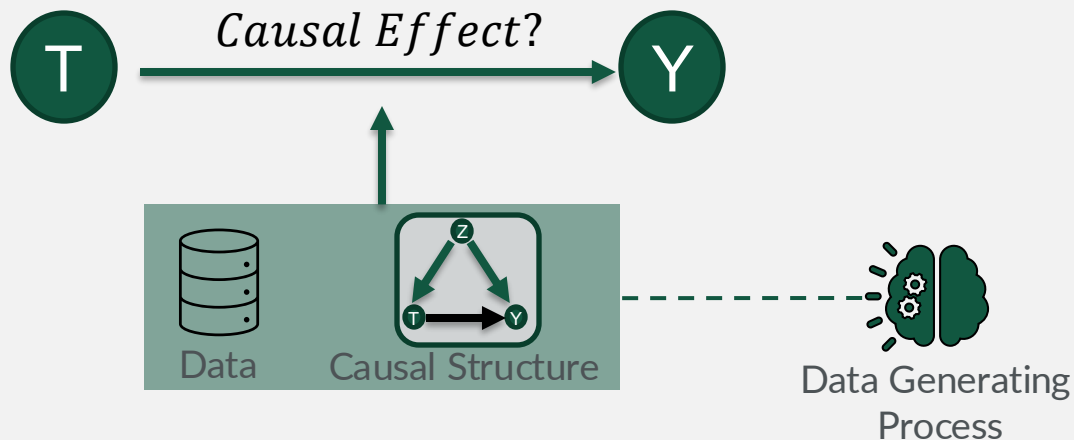 T
Causal Effect?
Y
Z
T
Y
Data
Causal Structure
Data Generating
Process